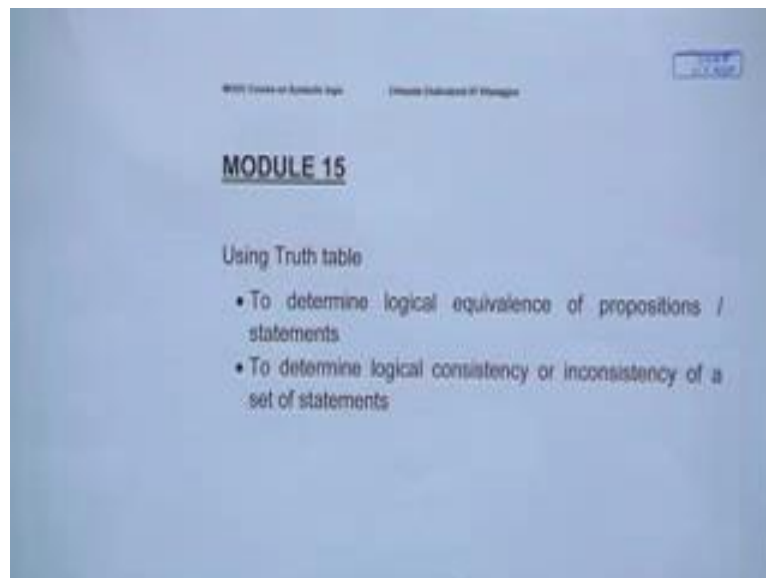 MODULE 15
Using Truth table
• To determine logical equivalence of propositions /
statements
• To determine logical consistency or inconsistency of a
set of statements